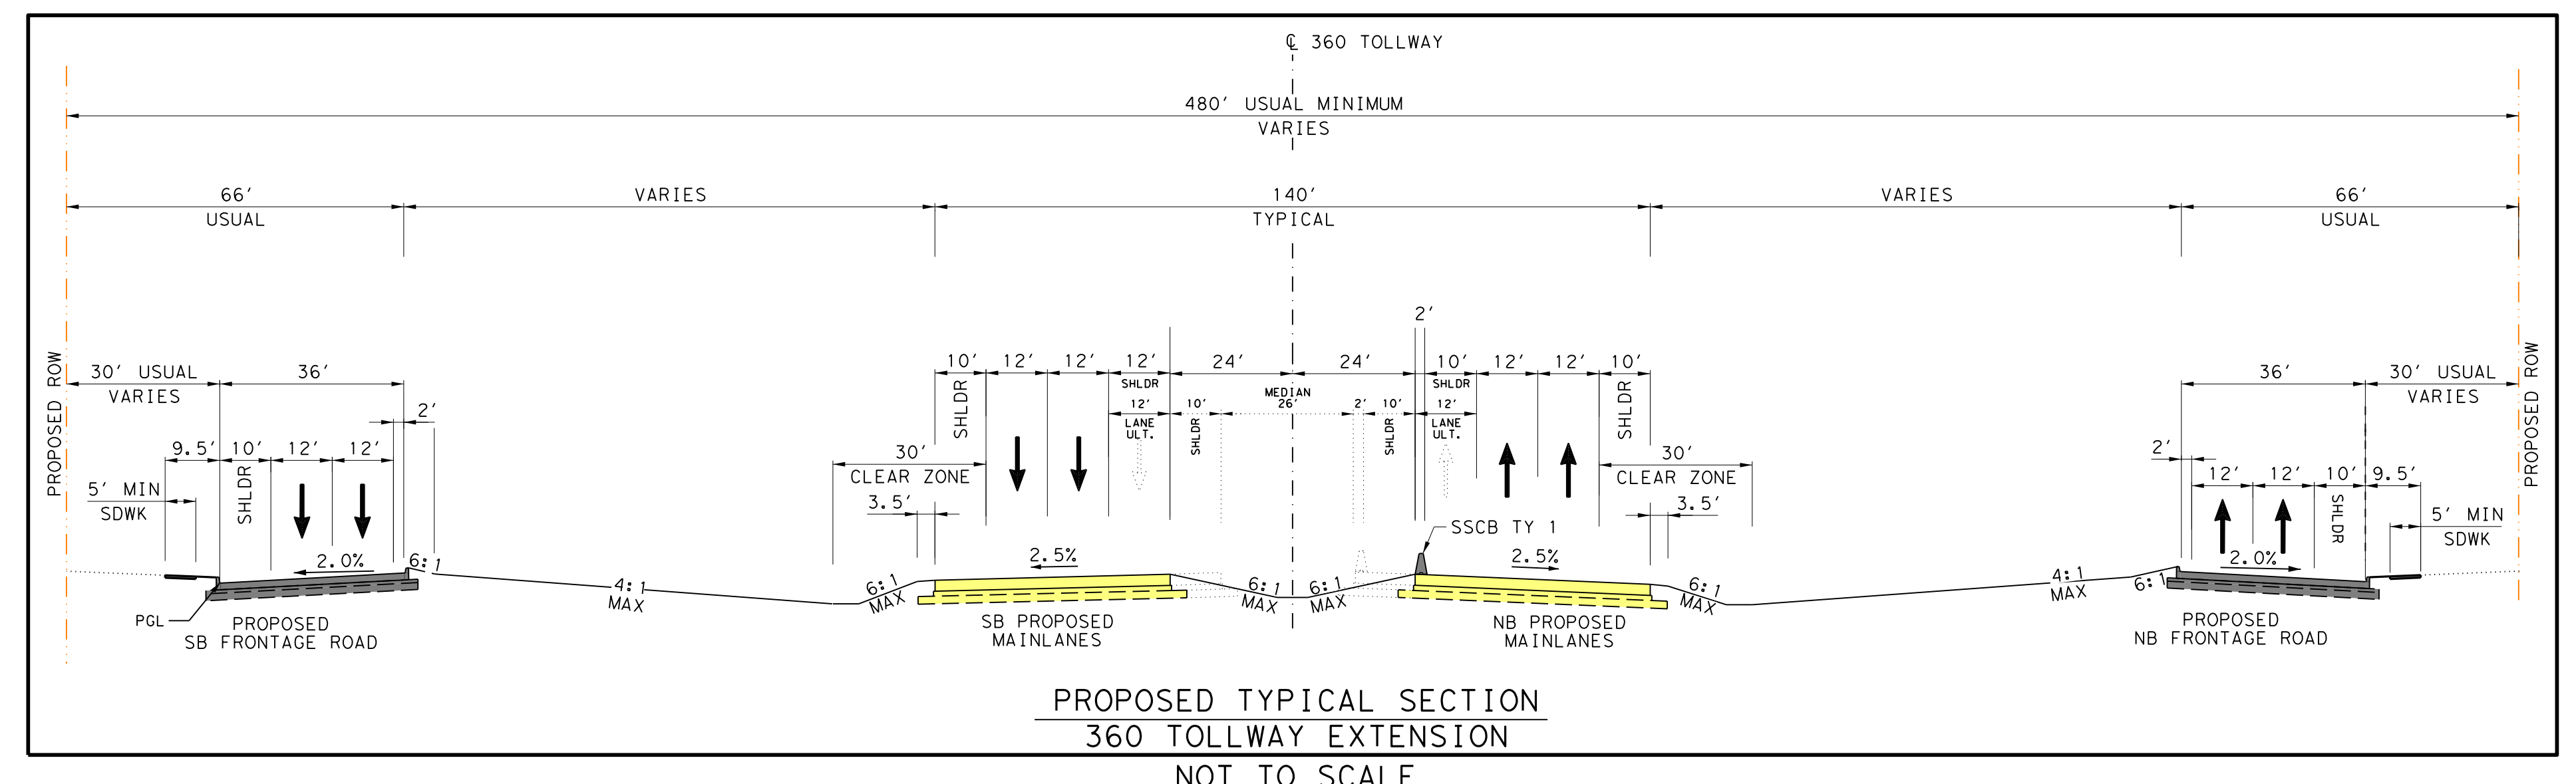 ℄ 360 TOLLWAY
480' USUAL MINIMUM
VARIES
66'
USUAL
VARIES
140'
TYPICAL
VARIES
66'
USUAL
PROPOSED ROW
30' USUAL
VARIES
36'
2'
9.5'
10'
12'
12'
SHLDR
5' MIN
SDWK
2.0%
6:1
4:1
MAX
PGL
PROPOSED
SB FRONTAGE ROAD
10'
12'
12'
12'
24'
24'
2'
10'
12'
12'
10'
SHLDR
SHLDR
MEDIAN
SHLDR
SHLDR
12'
10'
26'
2'
10'
12'
LANE
ULT.
SHLDR
SHLDR
LANE
ULT.
30'
CLEAR ZONE
3.5'
30'
CLEAR ZONE
3.5'
SSCB TY 1
6:1
MAX
2.5%
6:1
MAX
6:1
MAX
2.5%
6:1
MAX
SB PROPOSED
MAINLANES
NB PROPOSED
MAINLANES
36'
30' USUAL
VARIES
PROPOSED ROW
2'
12'
12'
10'
9.5'
SHLDR
5' MIN
SDWK
4:1
MAX
6:1
2.0%
PROPOSED
NB FRONTAGE ROAD
PROPOSED TYPICAL SECTION
360 TOLLWAY EXTENSION
NOT TO SCALE